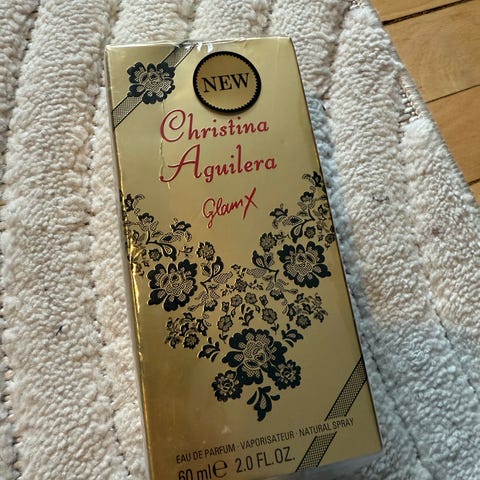 NEW
Christina
Aguilera
Glam X
EAU DE PARFUM · VAPORISATEUR · NATURAL SPRAY
60 ml ℮ 2.0 FL.OZ.